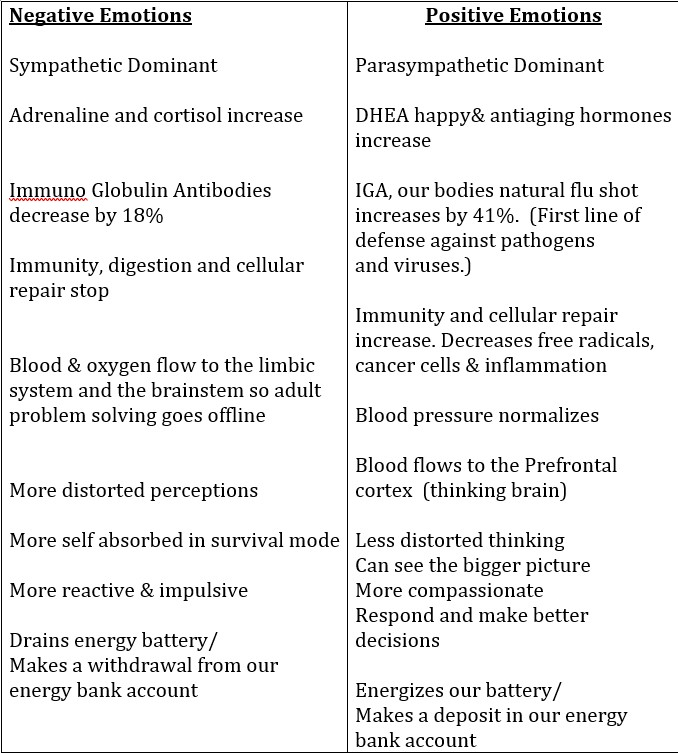 Negative Emotions
Sympathetic Dominant
Adrenaline and cortisol increase
Immuno Globulin Antibodies
decrease by 18%
Immunity, digestion and cellular
repair stop
Blood & oxygen flow to the limbic
system and the brainstem so adult
problem solving goes offline
More distorted perceptions
More self absorbed in survival mode
More reactive & impulsive
Drains energy battery/
Makes a withdrawal from our
energy bank account
Positive Emotions
Parasympathetic Dominant
DHEA happy& antiaging hormones
increase
IGA, our bodies natural flu shot
increases by 41%.  (First line of
defense against pathogens
and viruses.)
Immunity and cellular repair
increase. Decreases free radicals,
cancer cells & inflammation
Blood pressure normalizes
Blood flows to the Prefrontal
cortex  (thinking brain)
Less distorted thinking
Can see the bigger picture
More compassionate
Respond and make better
decisions
Energizes our battery/
Makes a deposit in our energy
bank account